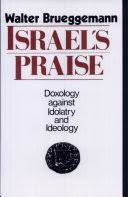 Walter Brueggemann
ISRAEL'S
PRAISE
Doxology
against
Idolatry
and
Ideology